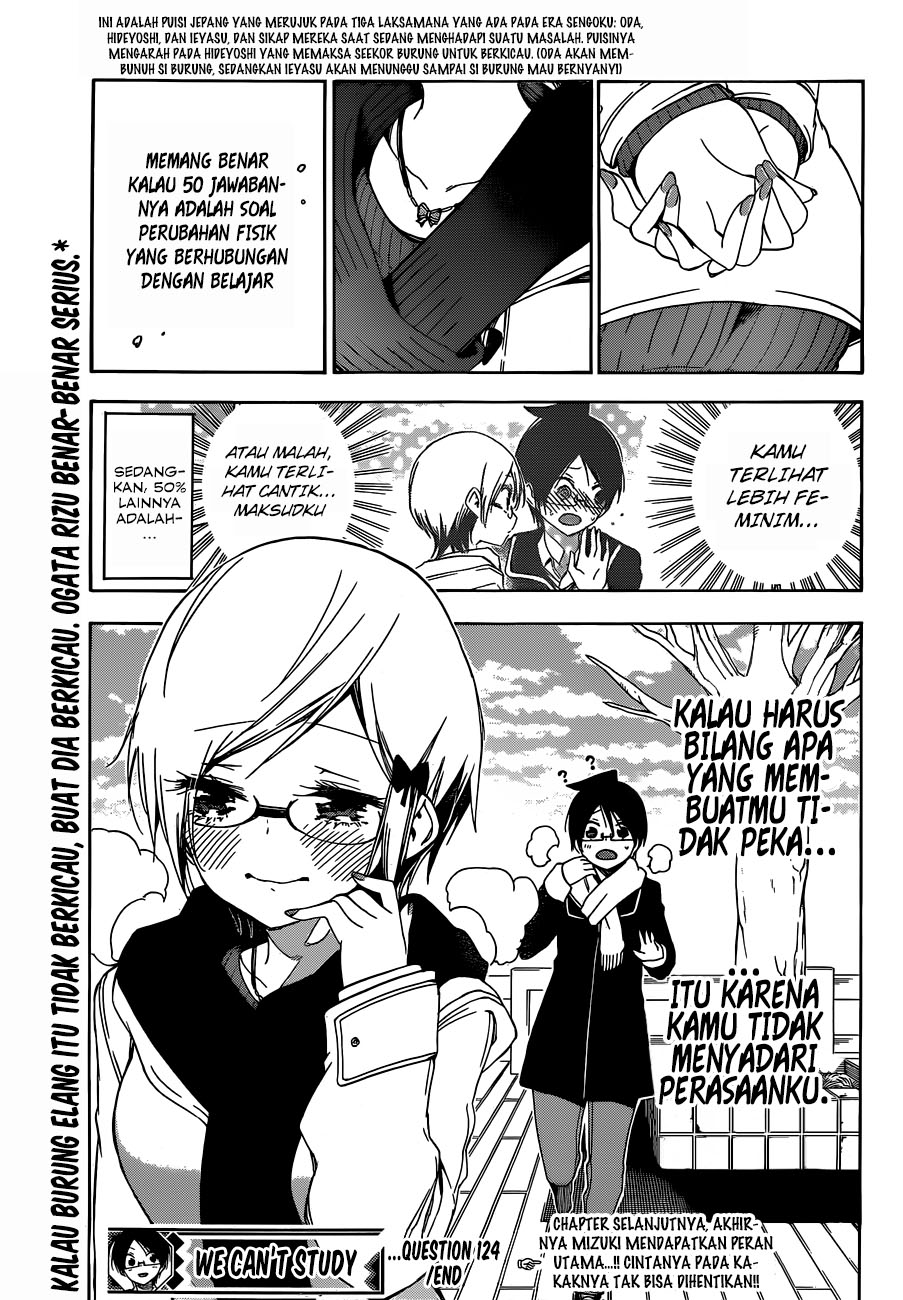 INI ADALAH PUISI JEPANG YANG MERUJUK PADA TIGA LAKSAMANA YANG ADA PADA ERA SENGOKU: ODA,
HIDEYOSHI, DAN IEYASU, DAN SIKAP MEREKA SAAT SEDANG MENGHADAPI SUATU MASALAH. PUISINYA
MENGARAH PADA HIDEYOSHI YANG MEMAKSA SEEKOR BURUNG UNTUK BERKICAU. (ODA AKAN MEM-
BUNUH SI BURUNG, SEDANGKAN IEYASU AKAN MENUNGGU SAMPAI SI BURUNG MAU BERNYANYI)
KALAU BURUNG ELANG ITU TIDAK BERKICAU, BUAT DIA BERKICAU. OGATA RIZU BENAR-BENAR SERIUS.*
MEMANG BENAR
KALAU 50 JAWABAN-
NYA ADALAH SOAL
PERUBAHAN FISIK
YANG BERHUBUNGAN
DENGAN BELAJAR
SEDANG-
KAN, 50%
LAINNYA
ADALAH-
...
ATAU MALAH,
KAMU TERLI-
HAT CANTIK...
MAKSUDKU
KAMU
TERLIHAT
LEBIH FE-
MINIM...
KALAU HARUS
BILANG APA
YANG MEM-
BUATMU TI-
DAK PEKA!...
? ?
...
ITU KARENA
KAMU TIDAK
MENYADARI
PERASAANKU.
WE CAN'T STUDY
...QUESTION 124
/END
CHAPTER SELANJUTNYA, AKHIR-
NYA MIZUKI MENDAPATKAN PERAN
UTAMA...!! CINTANYA PADA KA-
KAKNYA TAK BISA DIHENTIKAN!!